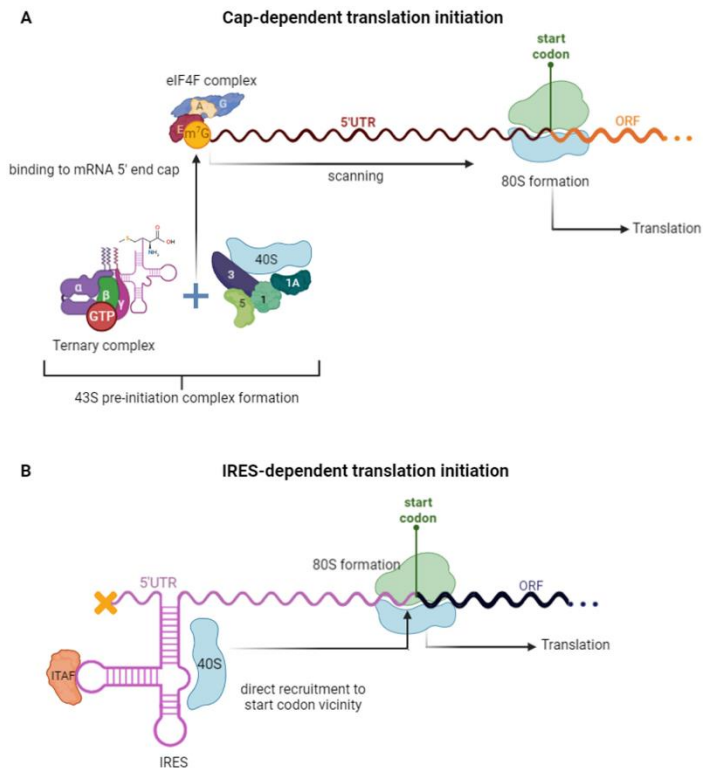 A
Cap-dependent translation initiation
start
codon
eIF4F complex
A
G
E
m⁷G
5'UTR
ORF
binding to mRNA 5' end cap
scanning
80S formation
Translation
O
S
OH
NH₂
40S
3
1A
α
β
γ
1
5
GTP
Ternary complex
43S pre-initiation complex formation
B
IRES-dependent translation initiation
start
codon
80S formation
5'UTR
ORF
Translation
40S
ITAF
direct recruitment to
start codon vicinity
IRES